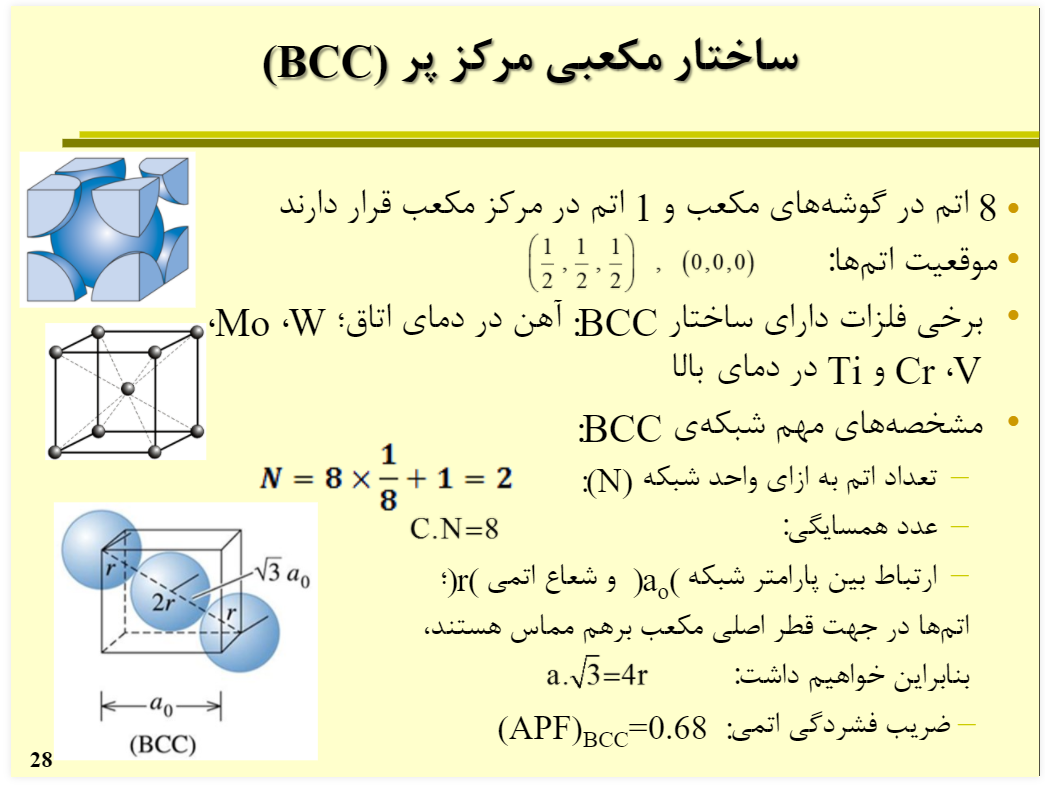 ساختار مکعبی مرکز پر (BCC)
• 8 اتم در گوشه‌های مکعب و 1 اتم در مرکز مکعب قرار دارند
• موقعیت اتم‌ها: (0,0,0) , (1/2, 1/2, 1/2)
• برخی فلزات دارای ساختار BCC: آهن در دمای اتاق؛ W، Mo،
V، Cr و Ti در دمای بالا
• مشخصه‌های مهم شبکه‌ی BCC:
– تعداد اتم به ازای واحد شبکه (N): N = 8 × 1/8 + 1 = 2
– عدد همسایگی: C.N=8
– ارتباط بین پارامتر شبکه (a₀) و شعاع اتمی (r)؛
اتم‌ها در جهت قطر اصلی مکعب برهم مماس هستند،
بنابراین خواهیم داشت: a.√3=4r
– ضریب فشردگی اتمی: (APF)BCC=0.68
r
√3 a₀
2r
r
a₀
(BCC)
28